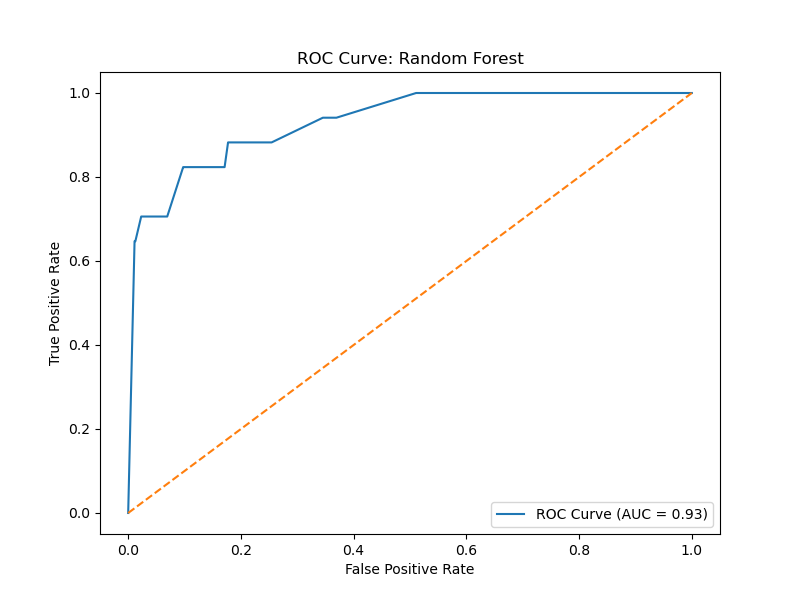 ROC Curve: Random Forest
1.0
0.8
0.6
0.4
0.2
0.0
True Positive Rate
ROC Curve (AUC = 0.93)
0.0 0.2 0.4 0.6 0.8 1.0
False Positive Rate